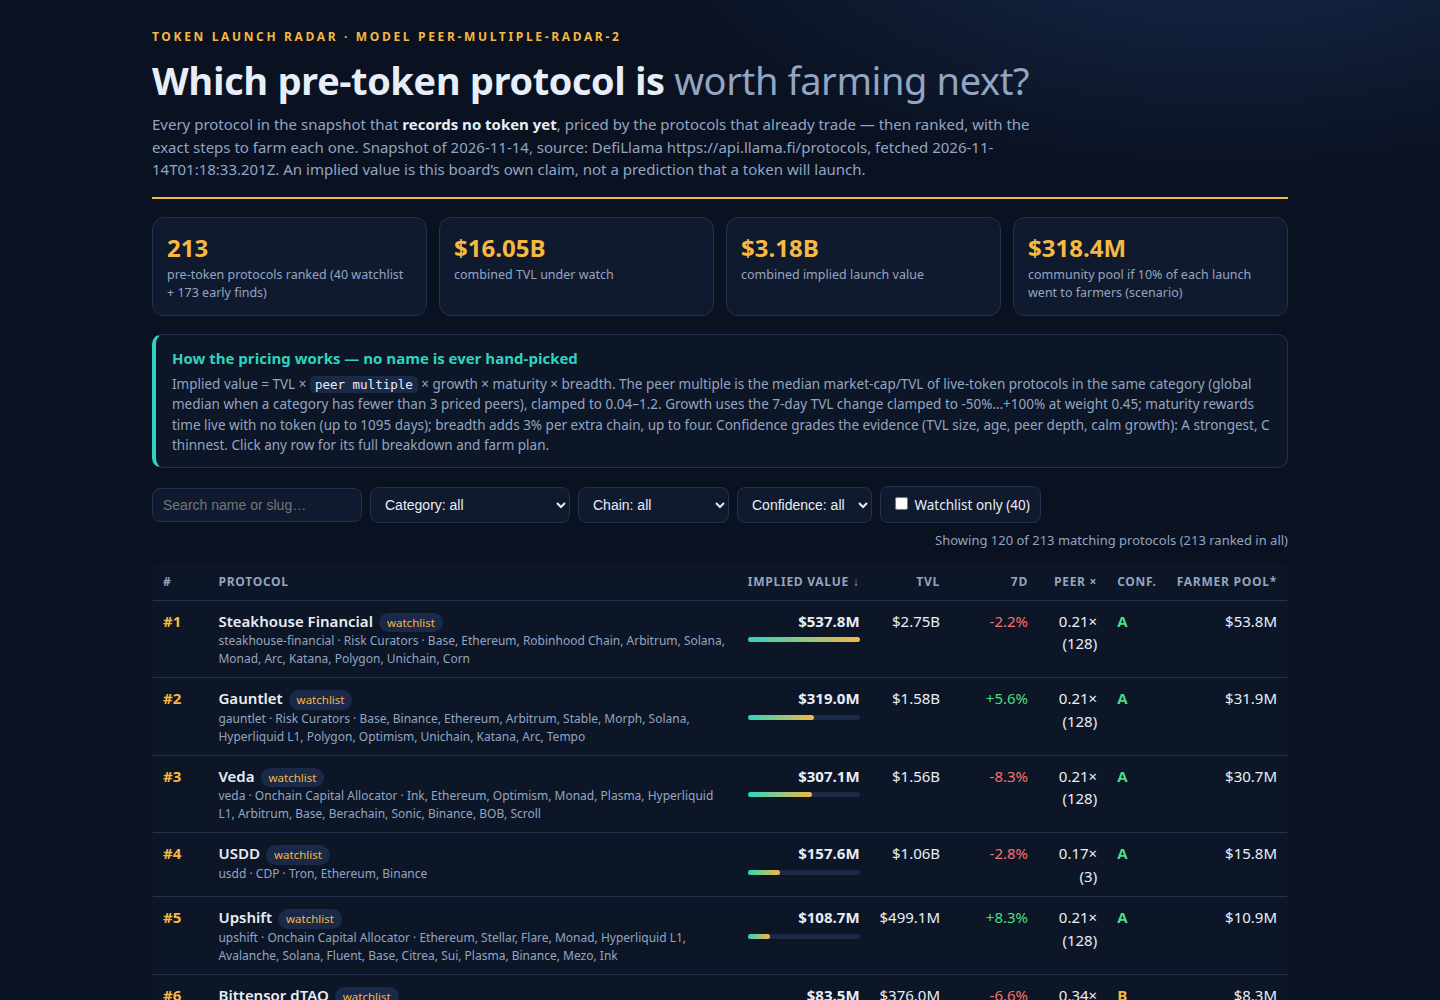 TOKEN LAUNCH RADAR · MODEL PEER-MULTIPLE-RADAR-2
Which pre-token protocol is worth farming next?
Every protocol in the snapshot that records no token yet, priced by the protocols that already trade — then ranked, with the
exact steps to farm each one. Snapshot of 2026-11-14, source: DefiLlama https://api.llama.fi/protocols, fetched 2026-11-
14T01:18:33.201Z. An implied value is this board's own claim, not a prediction that a token will launch.
213
pre-token protocols ranked (40 watchlist
+ 173 early finds)
$16.05B
combined TVL under watch
$3.18B
combined implied launch value
$318.4M
community pool if 10% of each launch
went to farmers (scenario)
How the pricing works — no name is ever hand-picked
Implied value = TVL × peer multiple × growth × maturity × breadth. The peer multiple is the median market-cap/TVL of live-token protocols in the same category (global
median when a category has fewer than 3 priced peers), clamped to 0.04–1.2. Growth uses the 7-day TVL change clamped to -50%…+100% at weight 0.45; maturity rewards
time live with no token (up to 1095 days); breadth adds 3% per extra chain, up to four. Confidence grades the evidence (TVL size, age, peer depth, calm growth): A strongest, C
thinnest. Click any row for its full breakdown and farm plan.
Search name or slug… Category: all Chain: all Confidence: all Watchlist only (40)
Showing 120 of 213 matching protocols (213 ranked in all)
# PROTOCOL IMPLIED VALUE ↓ TVL 7D PEER × CONF. FARMER POOL*
#1 Steakhouse Financial watchlist $537.8M $2.75B -2.2% 0.21× A $53.8M
steakhouse-financial · Risk Curators · Base, Ethereum, Robinhood Chain, Arbitrum, Solana, (128)
Monad, Arc, Katana, Polygon, Unichain, Corn
#2 Gauntlet watchlist $319.0M $1.58B +5.6% 0.21× A $31.9M
gauntlet · Risk Curators · Base, Binance, Ethereum, Arbitrum, Stable, Morph, Solana, (128)
Hyperliquid L1, Polygon, Optimism, Unichain, Katana, Arc, Tempo
#3 Veda watchlist $307.1M $1.56B -8.3% 0.21× A $30.7M
veda · Onchain Capital Allocator · Ink, Ethereum, Optimism, Monad, Plasma, Hyperliquid (128)
L1, Arbitrum, Base, Berachain, Sonic, Binance, BOB, Scroll
#4 USDD watchlist $157.6M $1.06B -2.8% 0.17× A $15.8M
usdd · CDP · Tron, Ethereum, Binance (3)
#5 Upshift watchlist $108.7M $499.1M +8.3% 0.21× A $10.9M
upshift · Onchain Capital Allocator · Ethereum, Stellar, Flare, Monad, Hyperliquid L1, (128)
Avalanche, Solana, Fluent, Base, Citrea, Sui, Plasma, Binance, Mezo, Ink
#6 Bittensor dTAO watchlist $83.5M $376.0M -6.6% 0.34× B $8.3M